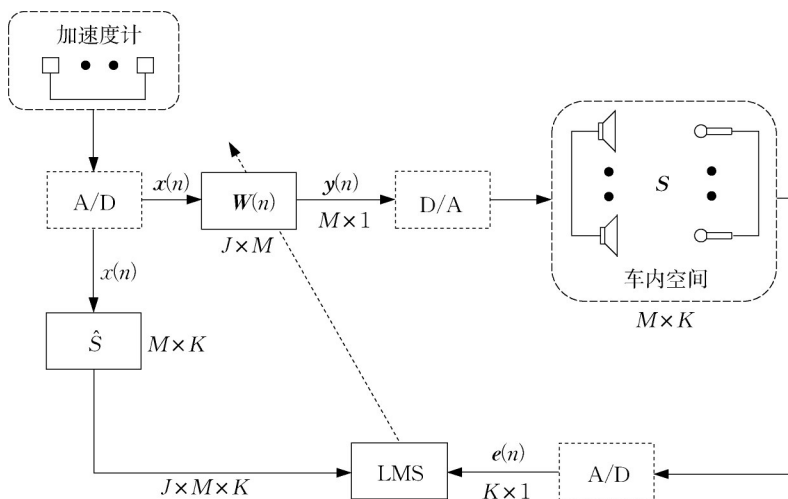 加速度计
A/D
x(n)
W(n)
J×M
y(n)
M×1
D/A
S
车内空间
M×K
x(n)
Ŝ
M×K
J×M×K
LMS
e(n)
K×1
A/D